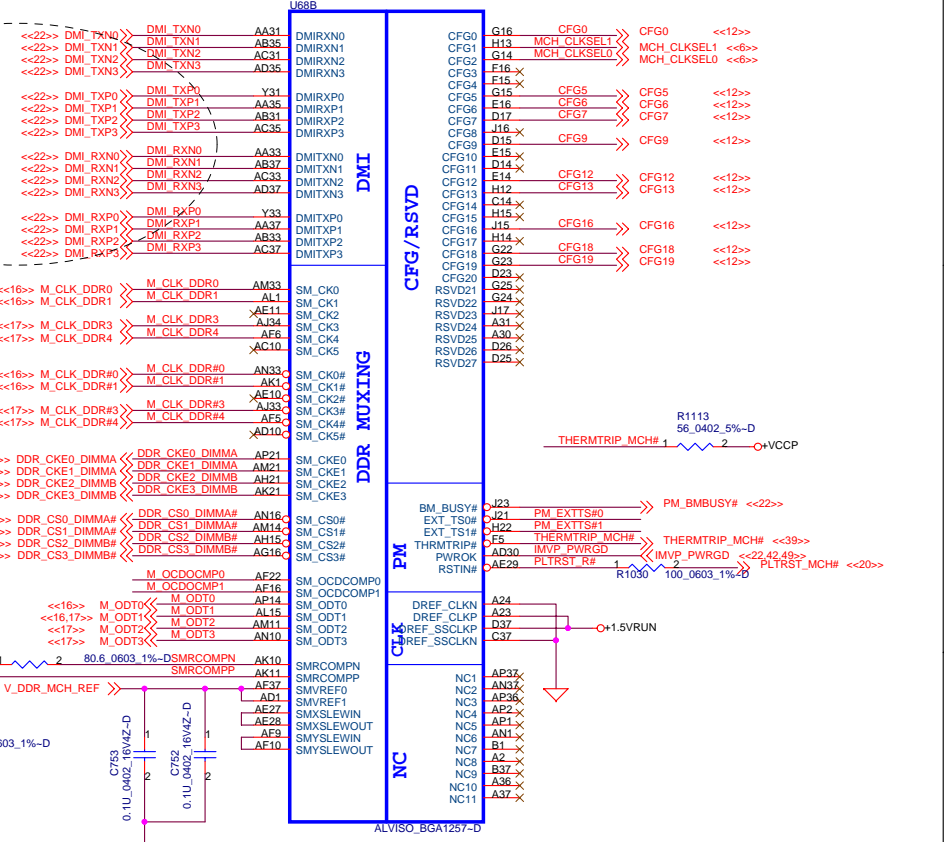 U68B
<<22>> DMI_TXN0 DMI_TXN0 AA31 DMIRXN0
<<22>> DMI_TXN1 DMI_TXN1 AB35 DMIRXN1
<<22>> DMI_TXN2 DMI_TXN2 AC31 DMIRXN2
<<22>> DMI_TXN3 DMI_TXN3 AD35 DMIRXN3
<<22>> DMI_TXP0 DMI_TXP0 Y31 DMIRXP0
<<22>> DMI_TXP1 DMI_TXP1 AA35 DMIRXP1
<<22>> DMI_TXP2 DMI_TXP2 AB31 DMIRXP2
<<22>> DMI_TXP3 DMI_TXP3 AC35 DMIRXP3
<<22>> DMI_RXN0 DMI_RXN0 AA33 DMITXN0
<<22>> DMI_RXN1 DMI_RXN1 AB37 DMITXN1
<<22>> DMI_RXN2 DMI_RXN2 AC33 DMITXN2
<<22>> DMI_RXN3 DMI_RXN3 AD37 DMITXN3
<<22>> DMI_RXP0 DMI_RXP0 Y33 DMITXP0
<<22>> DMI_RXP1 DMI_RXP1 AA37 DMITXP1
<<22>> DMI_RXP2 DMI_RXP2 AB33 DMITXP2
<<22>> DMI_RXP3 DMI_RXP3 AC37 DMITXP3
DMI
<<16>> M_CLK_DDR0 M_CLK_DDR0 AM33 SM_CK0
<<16>> M_CLK_DDR1 M_CLK_DDR1 AL1 SM_CK1
AE11 SM_CK2
<<17>> M_CLK_DDR3 M_CLK_DDR3 AJ34 SM_CK3
<<17>> M_CLK_DDR4 M_CLK_DDR4 AF6 SM_CK4
AC10 SM_CK5
<<16>> M_CLK_DDR#0 M_CLK_DDR#0 AN33 SM_CK0#
<<16>> M_CLK_DDR#1 M_CLK_DDR#1 AK1 SM_CK1#
AE10 SM_CK2#
<<17>> M_CLK_DDR#3 M_CLK_DDR#3 AJ33 SM_CK3#
<<17>> M_CLK_DDR#4 M_CLK_DDR#4 AF5 SM_CK4#
AD10 SM_CK5#
DDR MUXING
> DDR_CKE0_DIMMA DDR_CKE0_DIMMA AP21 SM_CKE0
> DDR_CKE1_DIMMA DDR_CKE1_DIMMA AM21 SM_CKE1
> DDR_CKE2_DIMMB DDR_CKE2_DIMMB AH21 SM_CKE2
> DDR_CKE3_DIMMB DDR_CKE3_DIMMB AK21 SM_CKE3
> DDR_CS0_DIMMA# DDR_CS0_DIMMA# AN16 SM_CS0#
> DDR_CS1_DIMMA# DDR_CS1_DIMMA# AM14 SM_CS1#
> DDR_CS2_DIMMB# DDR_CS2_DIMMB# AH15 SM_CS2#
> DDR_CS3_DIMMB# DDR_CS3_DIMMB# AG16 SM_CS3#
M_OCDOCMP0 AF22 SM_OCDCOMP0
M_OCDOCMP1 AF16 SM_OCDCOMP1
<<16>> M_ODT0 M_ODT0 AP14 SM_ODT0
<<16,17>> M_ODT1 M_ODT1 AL15 SM_ODT1
<<17>> M_ODT2 M_ODT2 AM11 SM_ODT2
<<17>> M_ODT3 M_ODT3 AN10 SM_ODT3
2 80.6_0603_1%~D SMRCOMPN AK10 SMRCOMPN
SMRCOMPP AK11 SMRCOMPP
V_DDR_MCH_REF AF37 SMVREF0
AD1 SMVREF1
AE27 SMXSLEWIN
AE28 SMXSLEWOUT
AF9 SMYSLEWIN
AF10 SMYSLEWOUT
603_1%~D
C753
0.1U_0402_16V4Z~D
1
2
C752
0.1U_0402_16V4Z~D
1
2
CFG0 G16 CFG0 CFG0 <<12>>
CFG1 H13 MCH_CLKSEL1 MCH_CLKSEL1 <<6>>
CFG2 G14 MCH_CLKSEL0 MCH_CLKSEL0 <<6>>
CFG3 F16
CFG4 F15
CFG5 G15 CFG5 CFG5 <<12>>
CFG6 E16 CFG6 CFG6 <<12>>
CFG7 D17 CFG7 CFG7 <<12>>
CFG8 J16
CFG9 D15 CFG9 CFG9 <<12>>
CFG10 E15
CFG11 D14
CFG12 E14 CFG12 CFG12 <<12>>
CFG13 H12 CFG13 CFG13 <<12>>
CFG14 C14
CFG15 H15
CFG16 J15 CFG16 CFG16 <<12>>
CFG17 H14
CFG18 G22 CFG18 CFG18 <<12>>
CFG19 G23 CFG19 CFG19 <<12>>
CFG20 D23
RSVD21 G25
RSVD22 G24
RSVD23 J17
RSVD24 A31
RSVD25 A30
RSVD26 D26
RSVD27 D25
CFG/RSVD
R1113
56_0402_5%~D
THERMTRIP_MCH# 1 2 +VCCP
PM
BM_BUSY# J23 PM_BMBUSY# <<22>>
EXT_TS0# J21 PM_EXTTS#0
EXT_TS1# H22 PM_EXTTS#1
THRMTRIP# F5 THERMTRIP_MCH# THERMTRIP_MCH# <<39>>
PWROK AD30 IMVP_PWRGD IMVP_PWRGD <<22,42,49>>
RSTIN# AE29 PLTRST_R# 1 2 PLTRST_MCH# <<20>>
R1030 100_0603_1%~D
CLK
DREF_CLKN A24
DREF_CLKP A23
DREF_SSCLKP D37 +1.5VRUN
DREF_SSCLKN C37
NC
NC1 AP37
NC2 AN37
NC3 AP36
NC4 AP2
NC5 AP1
NC6 AN1
NC7 B1
NC8 A2
NC9 B37
NC10 A36
NC11 A37
ALVISO_BGA1257~D